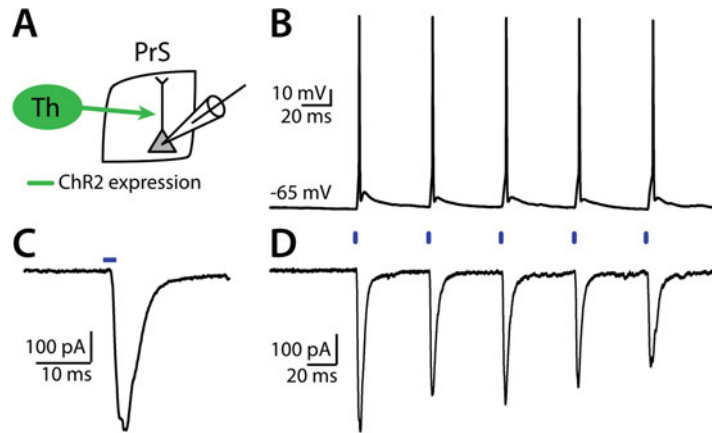 A
PrS
Th
ChR2 expression
B
10 mV
20 ms
-65 mV
C
100 pA
10 ms
D
100 pA
20 ms